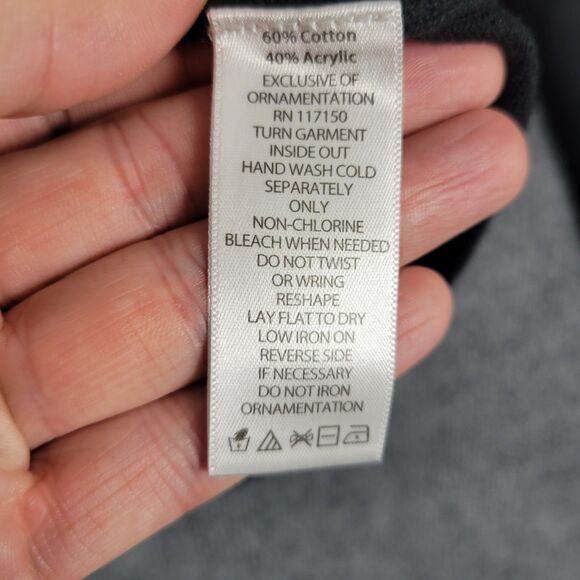 60% Cotton
40% Acrylic
EXCLUSIVE OF
ORNAMENTATION
RN 117150
TURN GARMENT
INSIDE OUT
HAND WASH COLD
SEPARATELY
ONLY
NON-CHLORINE
BLEACH WHEN NEEDED
DO NOT TWIST
OR WRING
RESHAPE
LAY FLAT TO DRY
LOW IRON ON
REVERSE SIDE
IF NECESSARY
DO NOT IRON
ORNAMENTATION